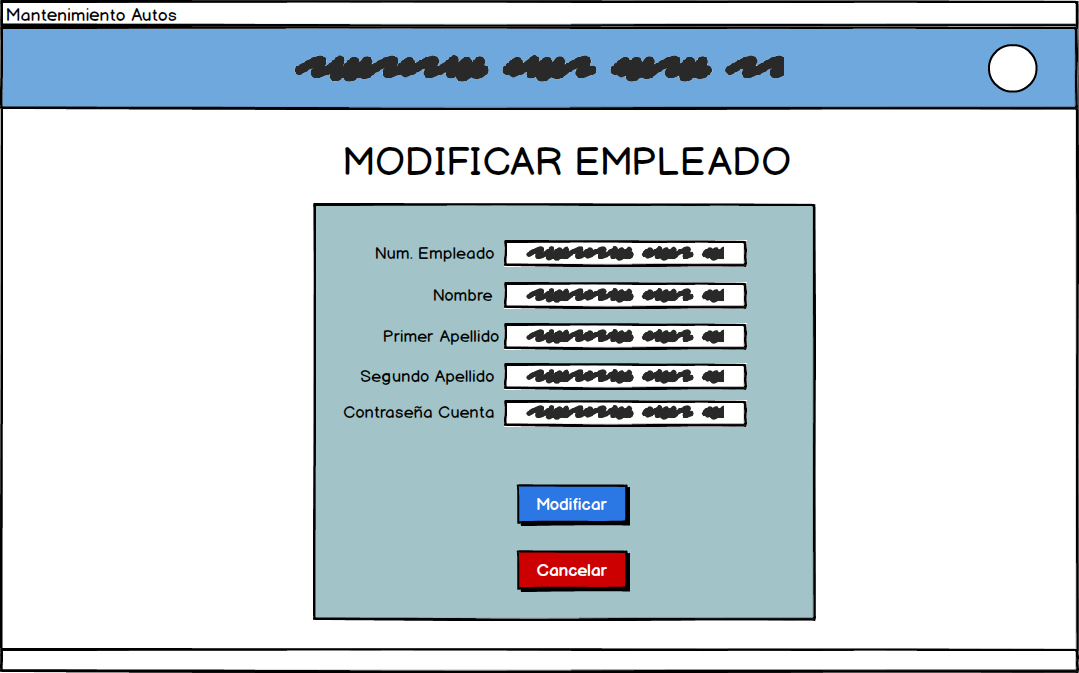 Mantenimiento Autos
MODIFICAR EMPLEADO
Num. Empleado
Nombre
Primer Apellido
Segundo Apellido
Contraseña Cuenta
Modificar
Cancelar